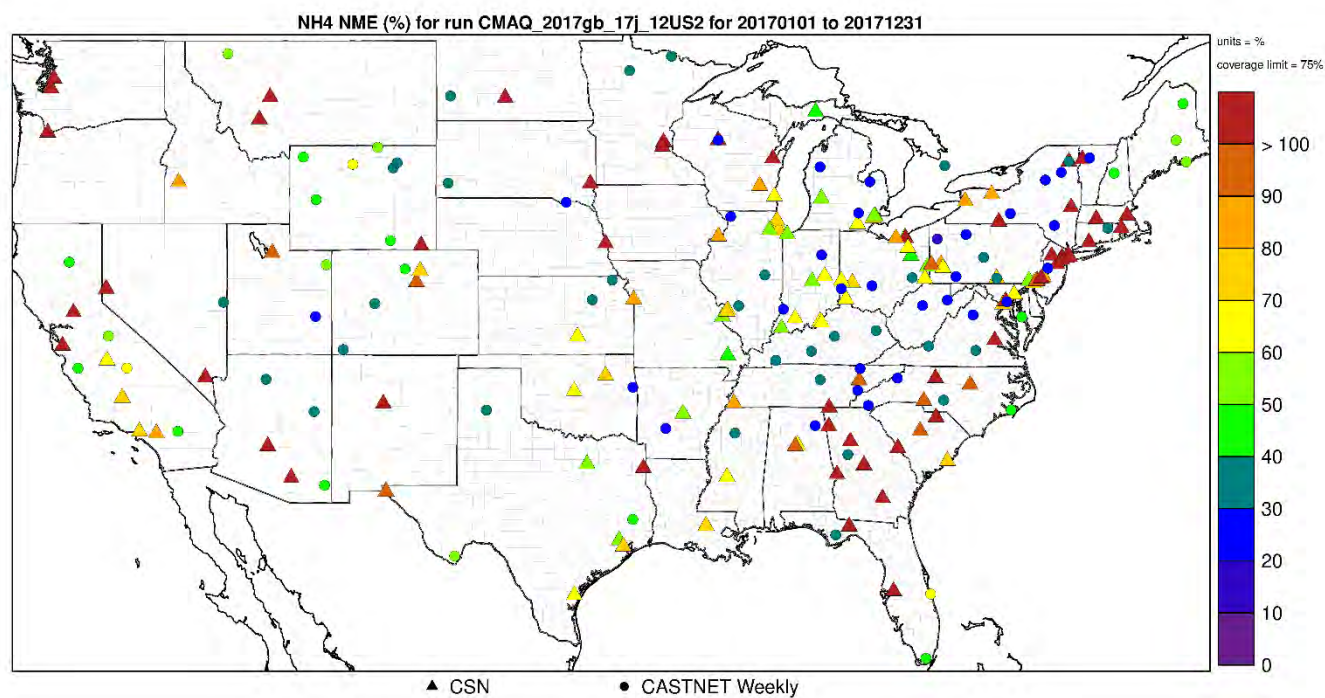 NH4 NME (%) for run CMAQ_2017gb_17j_12US2 for 20170101 to 20171231
units = %
coverage limit = 75%
> 100
90
80
70
60
50
40
30
20
10
0
CSN
CASTNET Weekly